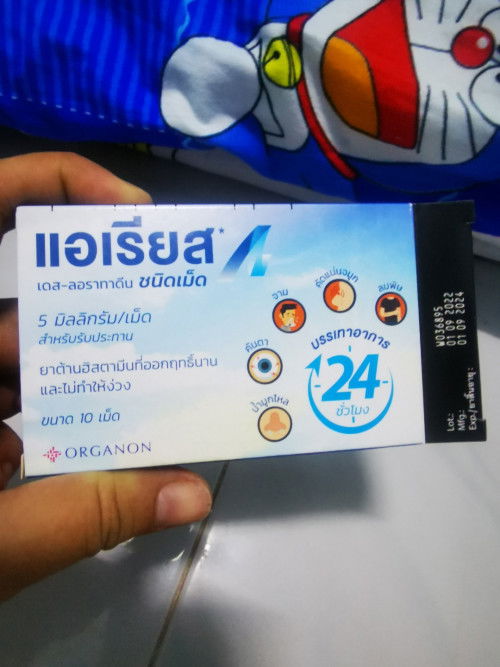 แอเรียส*
เดส-ลอราทาดีน ชนิดเม็ด
5 มิลลิกรัม/เม็ด
สำหรับรับประทาน
ยาต้านฮิสตามีนที่ออกฤทธิ์นาน
และไม่ทำให้ง่วง
ขนาด 10 เม็ด
ORGANON
จาม
คัดแน่นจมูก
ลมพิษ
คันตา
น้ำมูกไหล
บรรเทาอาการ
24
ชั่วโมง
Lot: W036895
Mfg.: 01 09 2022
Exp./ยาสิ้นอายุ: 01 09 2024